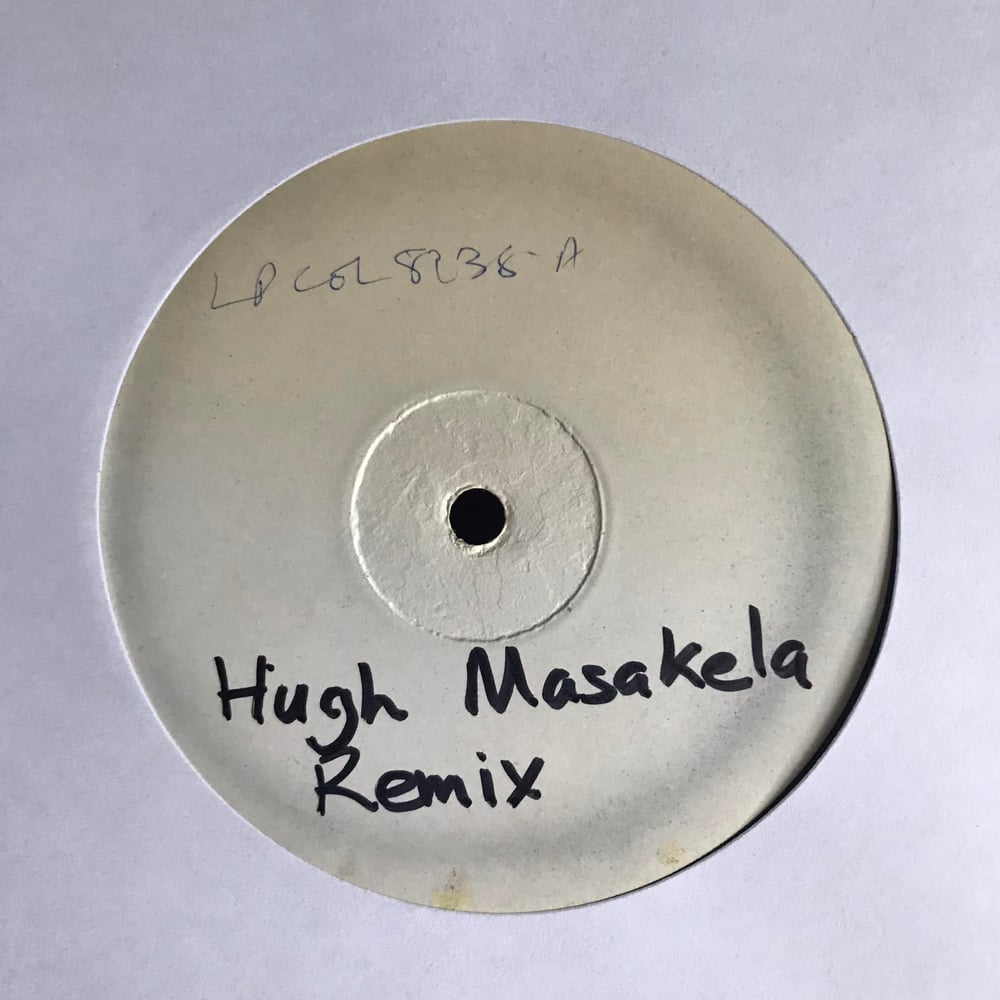 LP COL 8238-A
Hugh Masakela
Remix